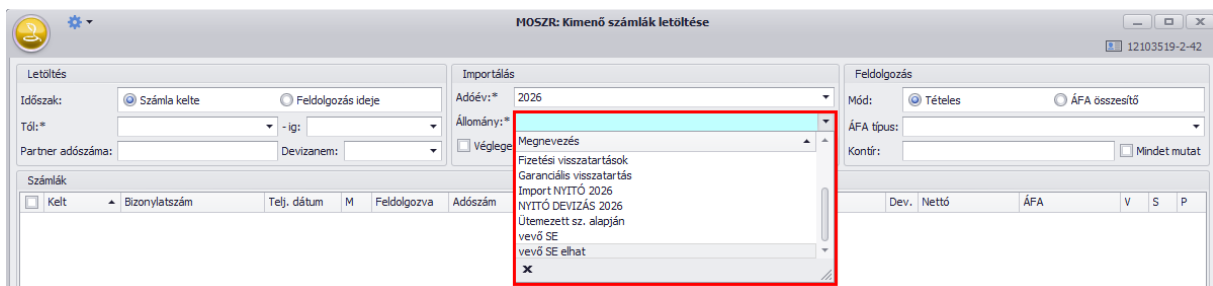 MOSZR: Kimenő számlák letöltése
12103519-2-42
Letöltés
Időszak: Számla kelte Feldolgozás ideje
Tól:* - ig:
Partner adószáma: Devizanem:
Importálás
Adóév:* 2026
Állomány:*
Véglege
Megnevezés
Fizetési visszatartások
Garanciális visszatartás
Import NYITÓ 2026
NYITÓ DEVIZÁS 2026
Ütemezett sz. alapján
vevő SE
vevő SE elhat
x
Feldolgozás
Mód: Tételes ÁFA összesítő
ÁFA típus:
Kontír: Mindet mutat
Számlák
Kelt Bizonylatszám Telj. dátum M Feldolgozva Adószám Dev. Nettó ÁFA V S P